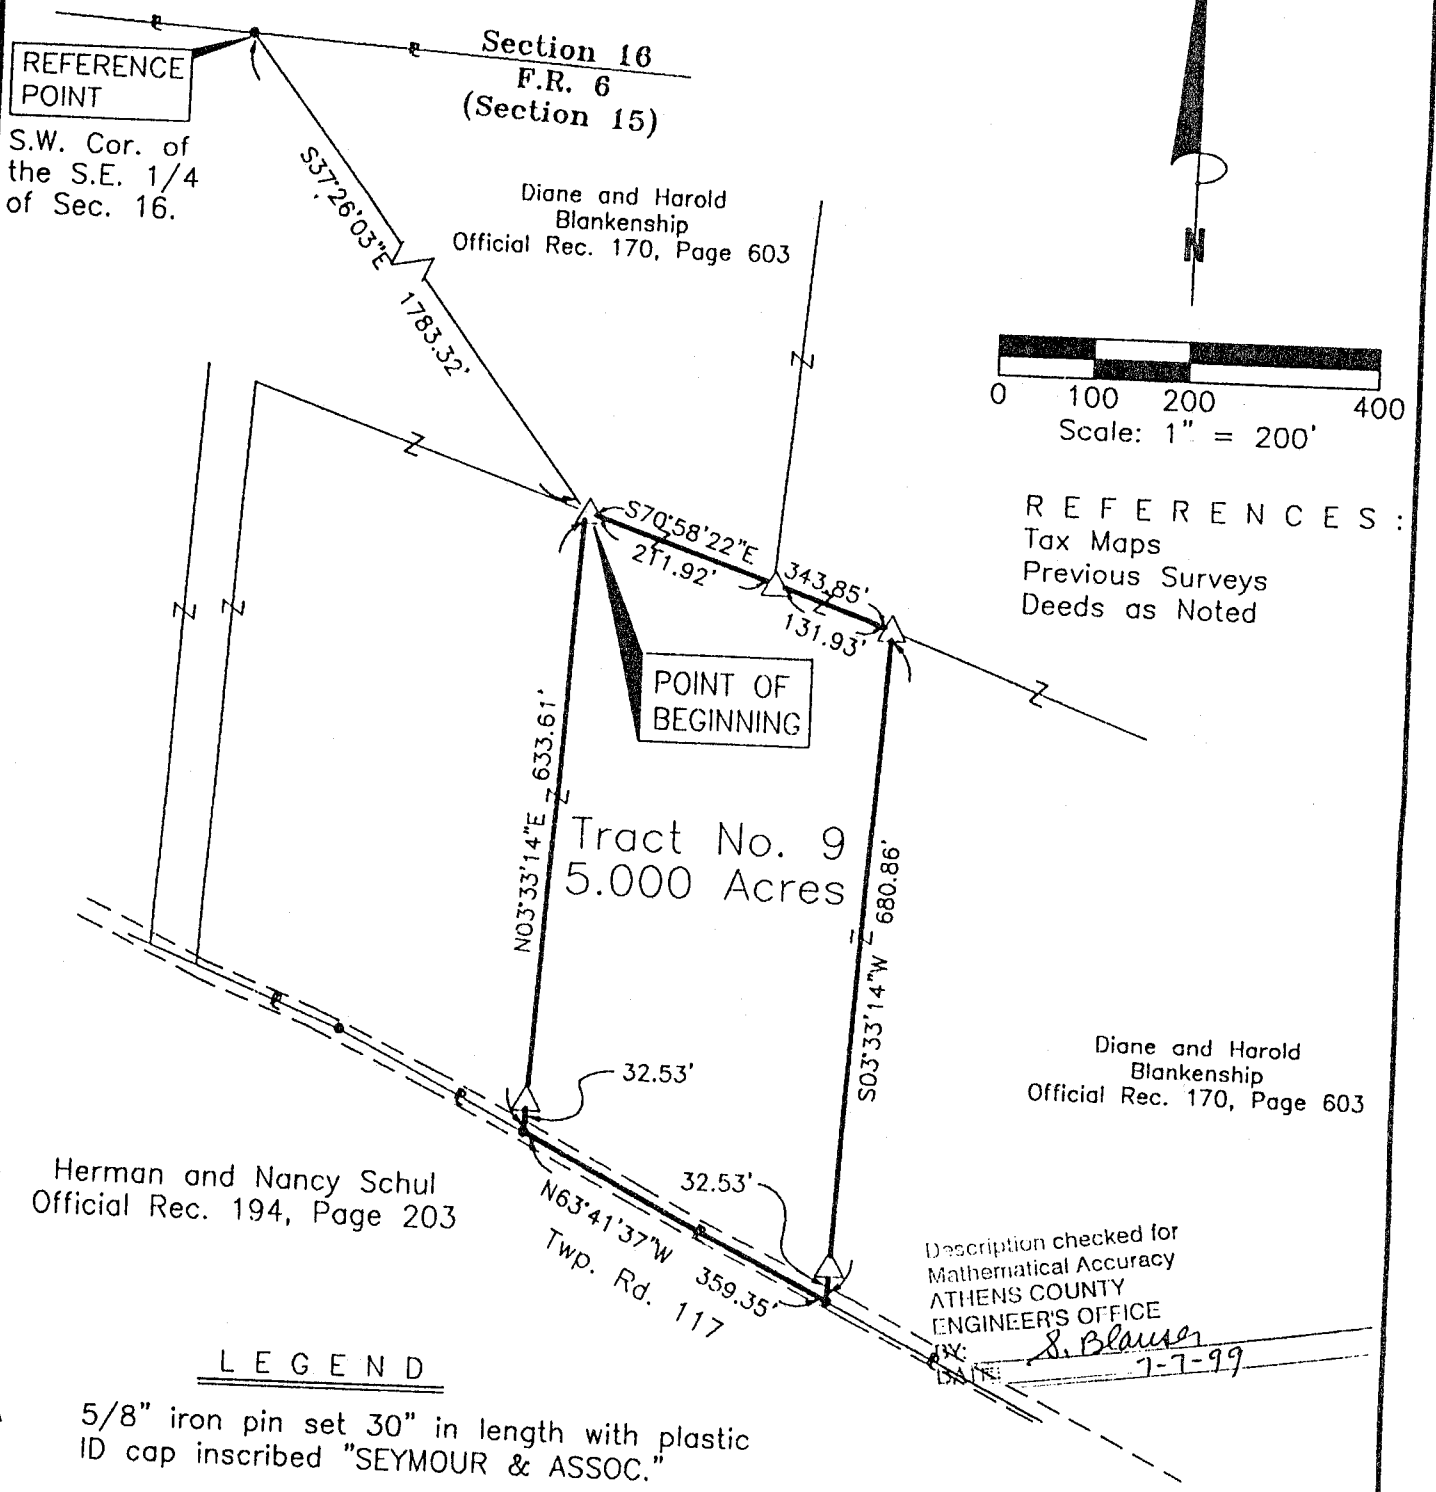 Section 16
F.R. 6
(Section 15)
REFERENCE
POINT
S.W. Cor. of
the S.E. 1/4
of Sec. 16.
S37°26'03"E 1783.32'
Diane and Harold
Blankenship
Official Rec. 170, Page 603
N
0 100 200 400
Scale: 1" = 200'
R E F E R E N C E S :
Tax Maps
Previous Surveys
Deeds as Noted
S70°58'22"E 343.85'
211.92' 131.93'
POINT OF
BEGINNING
N03°33'14"E 633.61'
Tract No. 9
5.000 Acres
S03°33'14"W 680.86'
32.53'
32.53'
N63°41'37"W 359.35'
Twp. Rd. 117
Diane and Harold
Blankenship
Official Rec. 170, Page 603
Herman and Nancy Schul
Official Rec. 194, Page 203
Description checked for
Mathematical Accuracy
ATHENS COUNTY
ENGINEER'S OFFICE
BY: S. Blauser
DATE: 7-7-99
L E G E N D
5/8" iron pin set 30" in length with plastic
ID cap inscribed "SEYMOUR & ASSOC."